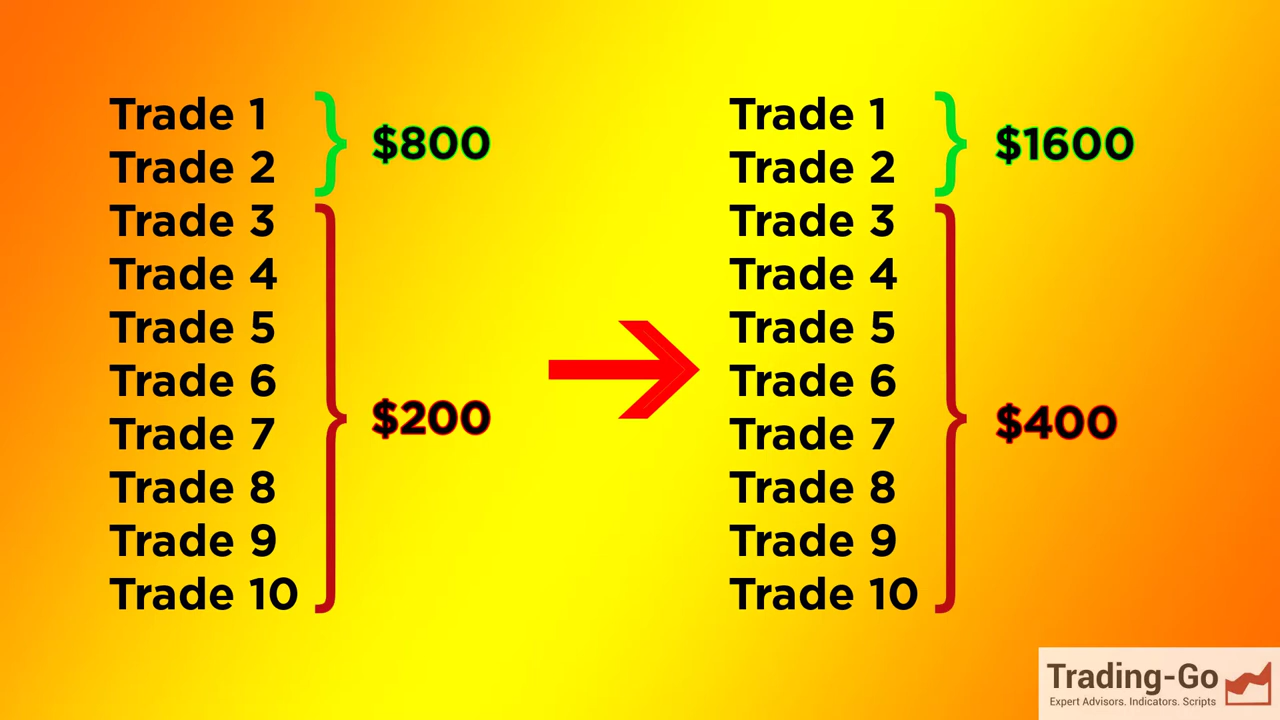 Trade 1
Trade 2
Trade 3
Trade 4
Trade 5
Trade 6
Trade 7
Trade 8
Trade 9
Trade 10
$800
$200
Trade 1
Trade 2
Trade 3
Trade 4
Trade 5
Trade 6
Trade 7
Trade 8
Trade 9
Trade 10
$1600
$400
Trading-Go
Expert Advisors. Indicators. Scripts